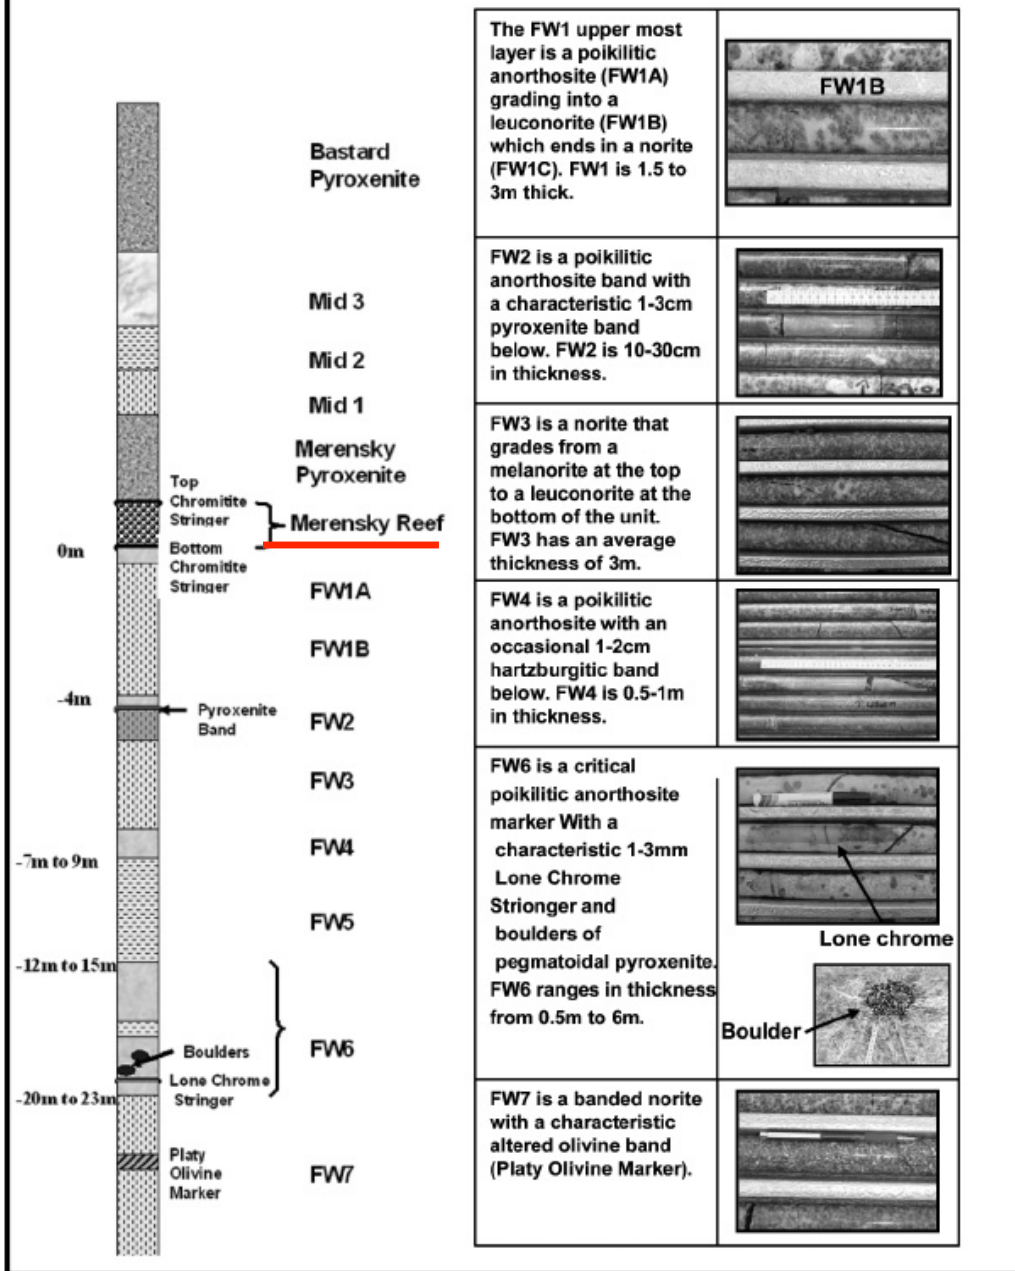 Bastard
Pyroxenite
Mid 3
Mid 2
Mid 1
Merensky
Pyroxenite
Top
Chromitite
Stringer
Merensky Reef
0m
Bottom
Chromitite
Stringer
FW1A
FW1B
-4m
Pyroxenite
Band
FW2
FW3
FW4
-7m to 9m
FW5
-12m to 15m
FW6
Boulders
Lone Chrome
Stringer
-20m to 23m
Platy
Olivine
Marker
FW7
The FW1 upper most
layer is a poikilitic
anorthosite (FW1A)
grading into a
leuconorite (FW1B)
which ends in a norite
(FW1C). FW1 is 1.5 to
3m thick.
FW1B
FW2 is a poikilitic
anorthosite band with
a characteristic 1-3cm
pyroxenite band
below. FW2 is 10-30cm
in thickness.
FW3 is a norite that
grades from a
melanorite at the top
to a leuconorite at the
bottom of the unit.
FW3 has an average
thickness of 3m.
FW4 is a poikilitic
anorthosite with an
occasional 1-2cm
hartzburgitic band
below. FW4 is 0.5-1m
in thickness.
FW6 is a critical
poikilitic anorthosite
marker With a
characteristic 1-3mm
Lone Chrome
Strionger and
boulders of
pegmatoidal pyroxenite.
FW6 ranges in thickness
from 0.5m to 6m.
Lone chrome
Boulder
FW7 is a banded norite
with a characteristic
altered olivine band
(Platy Olivine Marker).